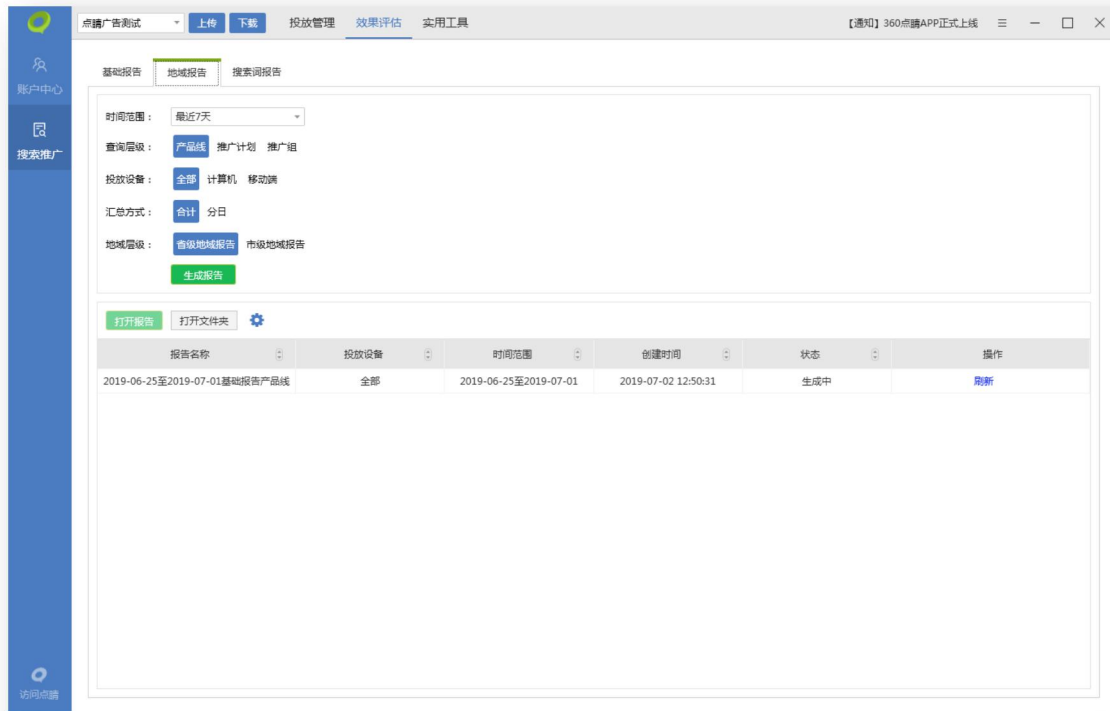 点睛广告测试 上传 下载 投放管理 效果评估 实用工具 【通知】360点睛APP正式上线
账户中心
搜索推广
基础报告 地域报告 搜索词报告
时间范围： 最近7天
查询层级： 产品线 推广计划 推广组
投放设备： 全部 计算机 移动端
汇总方式： 合计 分日
地域层级： 省级地域报告 市级地域报告
生成报告
打开报告 打开文件夹
报告名称 投放设备 时间范围 创建时间 状态 操作
2019-06-25至2019-07-01基础报告产品线 全部 2019-06-25至2019-07-01 2019-07-02 12:50:31 生成中 刷新
访问点睛